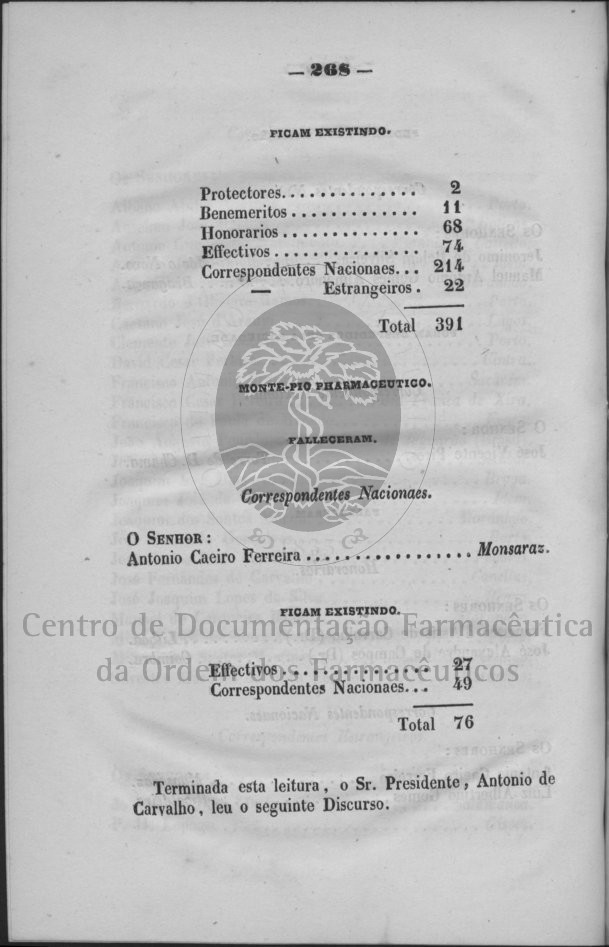 — 268 —
FICAM EXISTINDO.
Protectores.............. 2
Benemeritos............. 11
Honorarios.............. 68
Effectivos............... 74
Correspondentes Nacionaes... 214
— Estrangeiros. 22
Total 391
MONTE-PIO PHARMACEUTICO.
FALLECERAM.
Correspondentes Nacionaes.
O SENHOR:
Antonio Caeiro Ferreira.................. Monsaraz.
FICAM EXISTINDO.
Centro de Documentação Farmacêutica
da Ordem dos Farmacêuticos
Effectivos............... 27
Correspondentes Nacionaes... 49
Total 76
Terminada esta leitura, o Sr. Presidente, Antonio de
Carvalho, leu o seguinte Discurso.